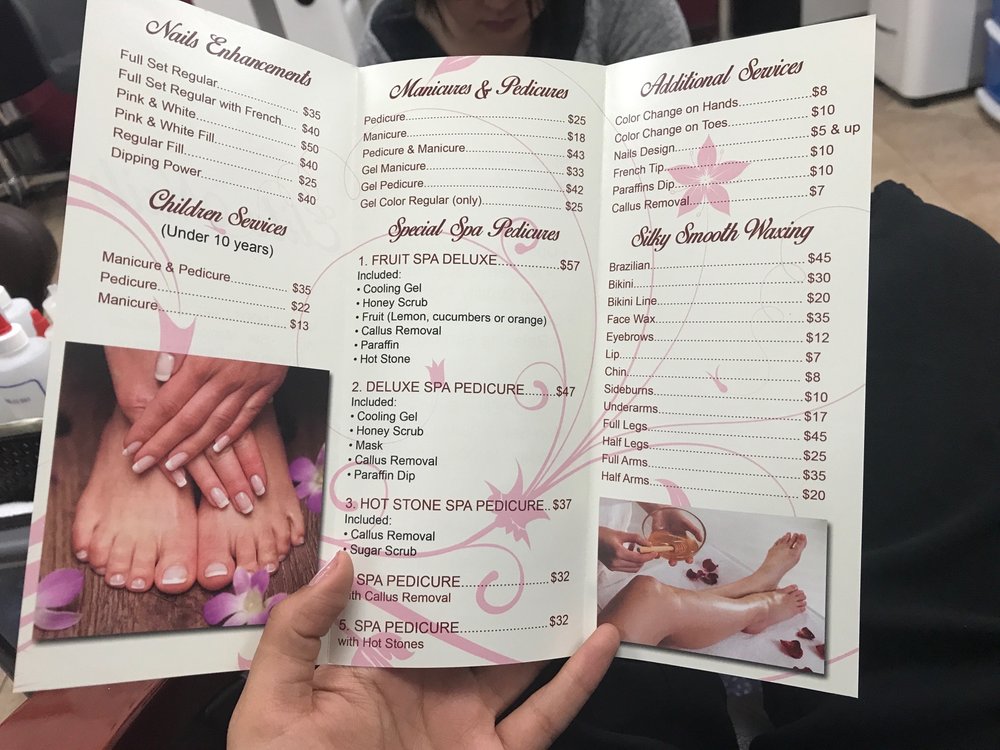 Nails Enhancements
Full Set Regular..................$35
Full Set Regular with French.....$40
Pink & White.....................$50
Pink & White Fill................$40
Regular Fill.....................$25
Dipping Power....................$40
Children Services
(Under 10 years)
Manicure & Pedicure..............$35
Pedicure.........................$22
Manicure.........................$13
Manicures & Pedicures
Pedicure.........................$25
Manicure.........................$18
Pedicure & Manicure..............$43
Gel Manicure.....................$33
Gel Pedicure.....................$42
Gel Color Regular (only).........$25
Special Spa Pedicures
1. FRUIT SPA DELUXE..............$57
Included:
• Cooling Gel
• Honey Scrub
• Fruit (Lemon, cucumbers or orange)
• Callus Removal
• Paraffin
• Hot Stone
2. DELUXE SPA PEDICURE.......$47
Included:
• Cooling Gel
• Honey Scrub
• Mask
• Callus Removal
• Paraffin Dip
3. HOT STONE SPA PEDICURE..$37
Included:
• Callus Removal
• Sugar Scrub
SPA PEDICURE..................$32
Callus Removal
5. SPA PEDICURE..................$32
with Hot Stones
Additional Services
Color Change on Hands............$8
Color Change on Toes.............$10
Nails Design.....................$5 & up
French Tip.......................$10
Paraffins Dip....................$10
Callus Removal...................$7
Silky Smooth Waxing
Brazilian........................$45
Bikini...........................$30
Bikini Line......................$20
Face Wax.........................$35
Eyebrows.........................$12
Lip..............................$7
Chin.............................$8
Sideburns........................$10
Underarms........................$17
Full Legs........................$45
Half Legs........................$25
Full Arms........................$35
Half Arms........................$20